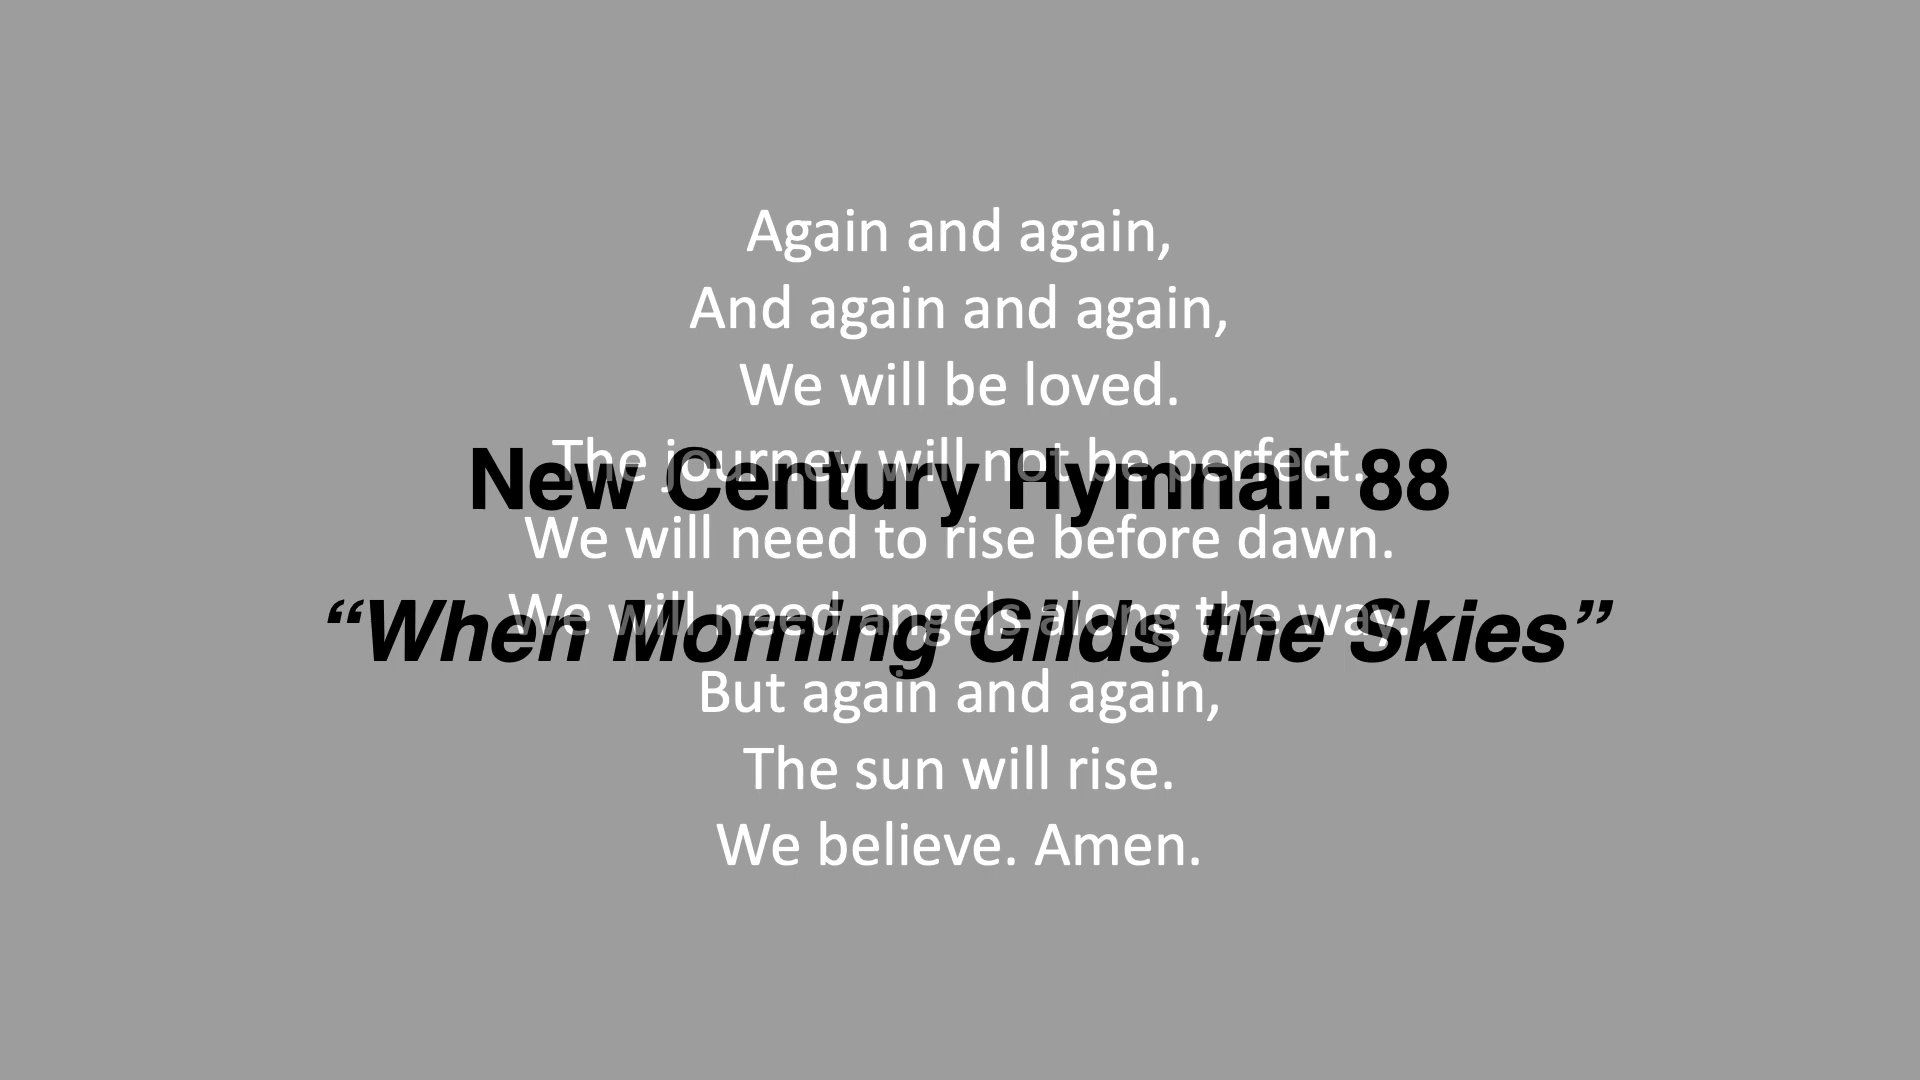 Again and again,
And again and again,
We will be loved.
The journey will not be perfect.
New Century Hymnal: 88
We will need to rise before dawn.
We will need angels along the way.
“When Morning Gilds the Skies”
But again and again,
The sun will rise.
We believe. Amen.